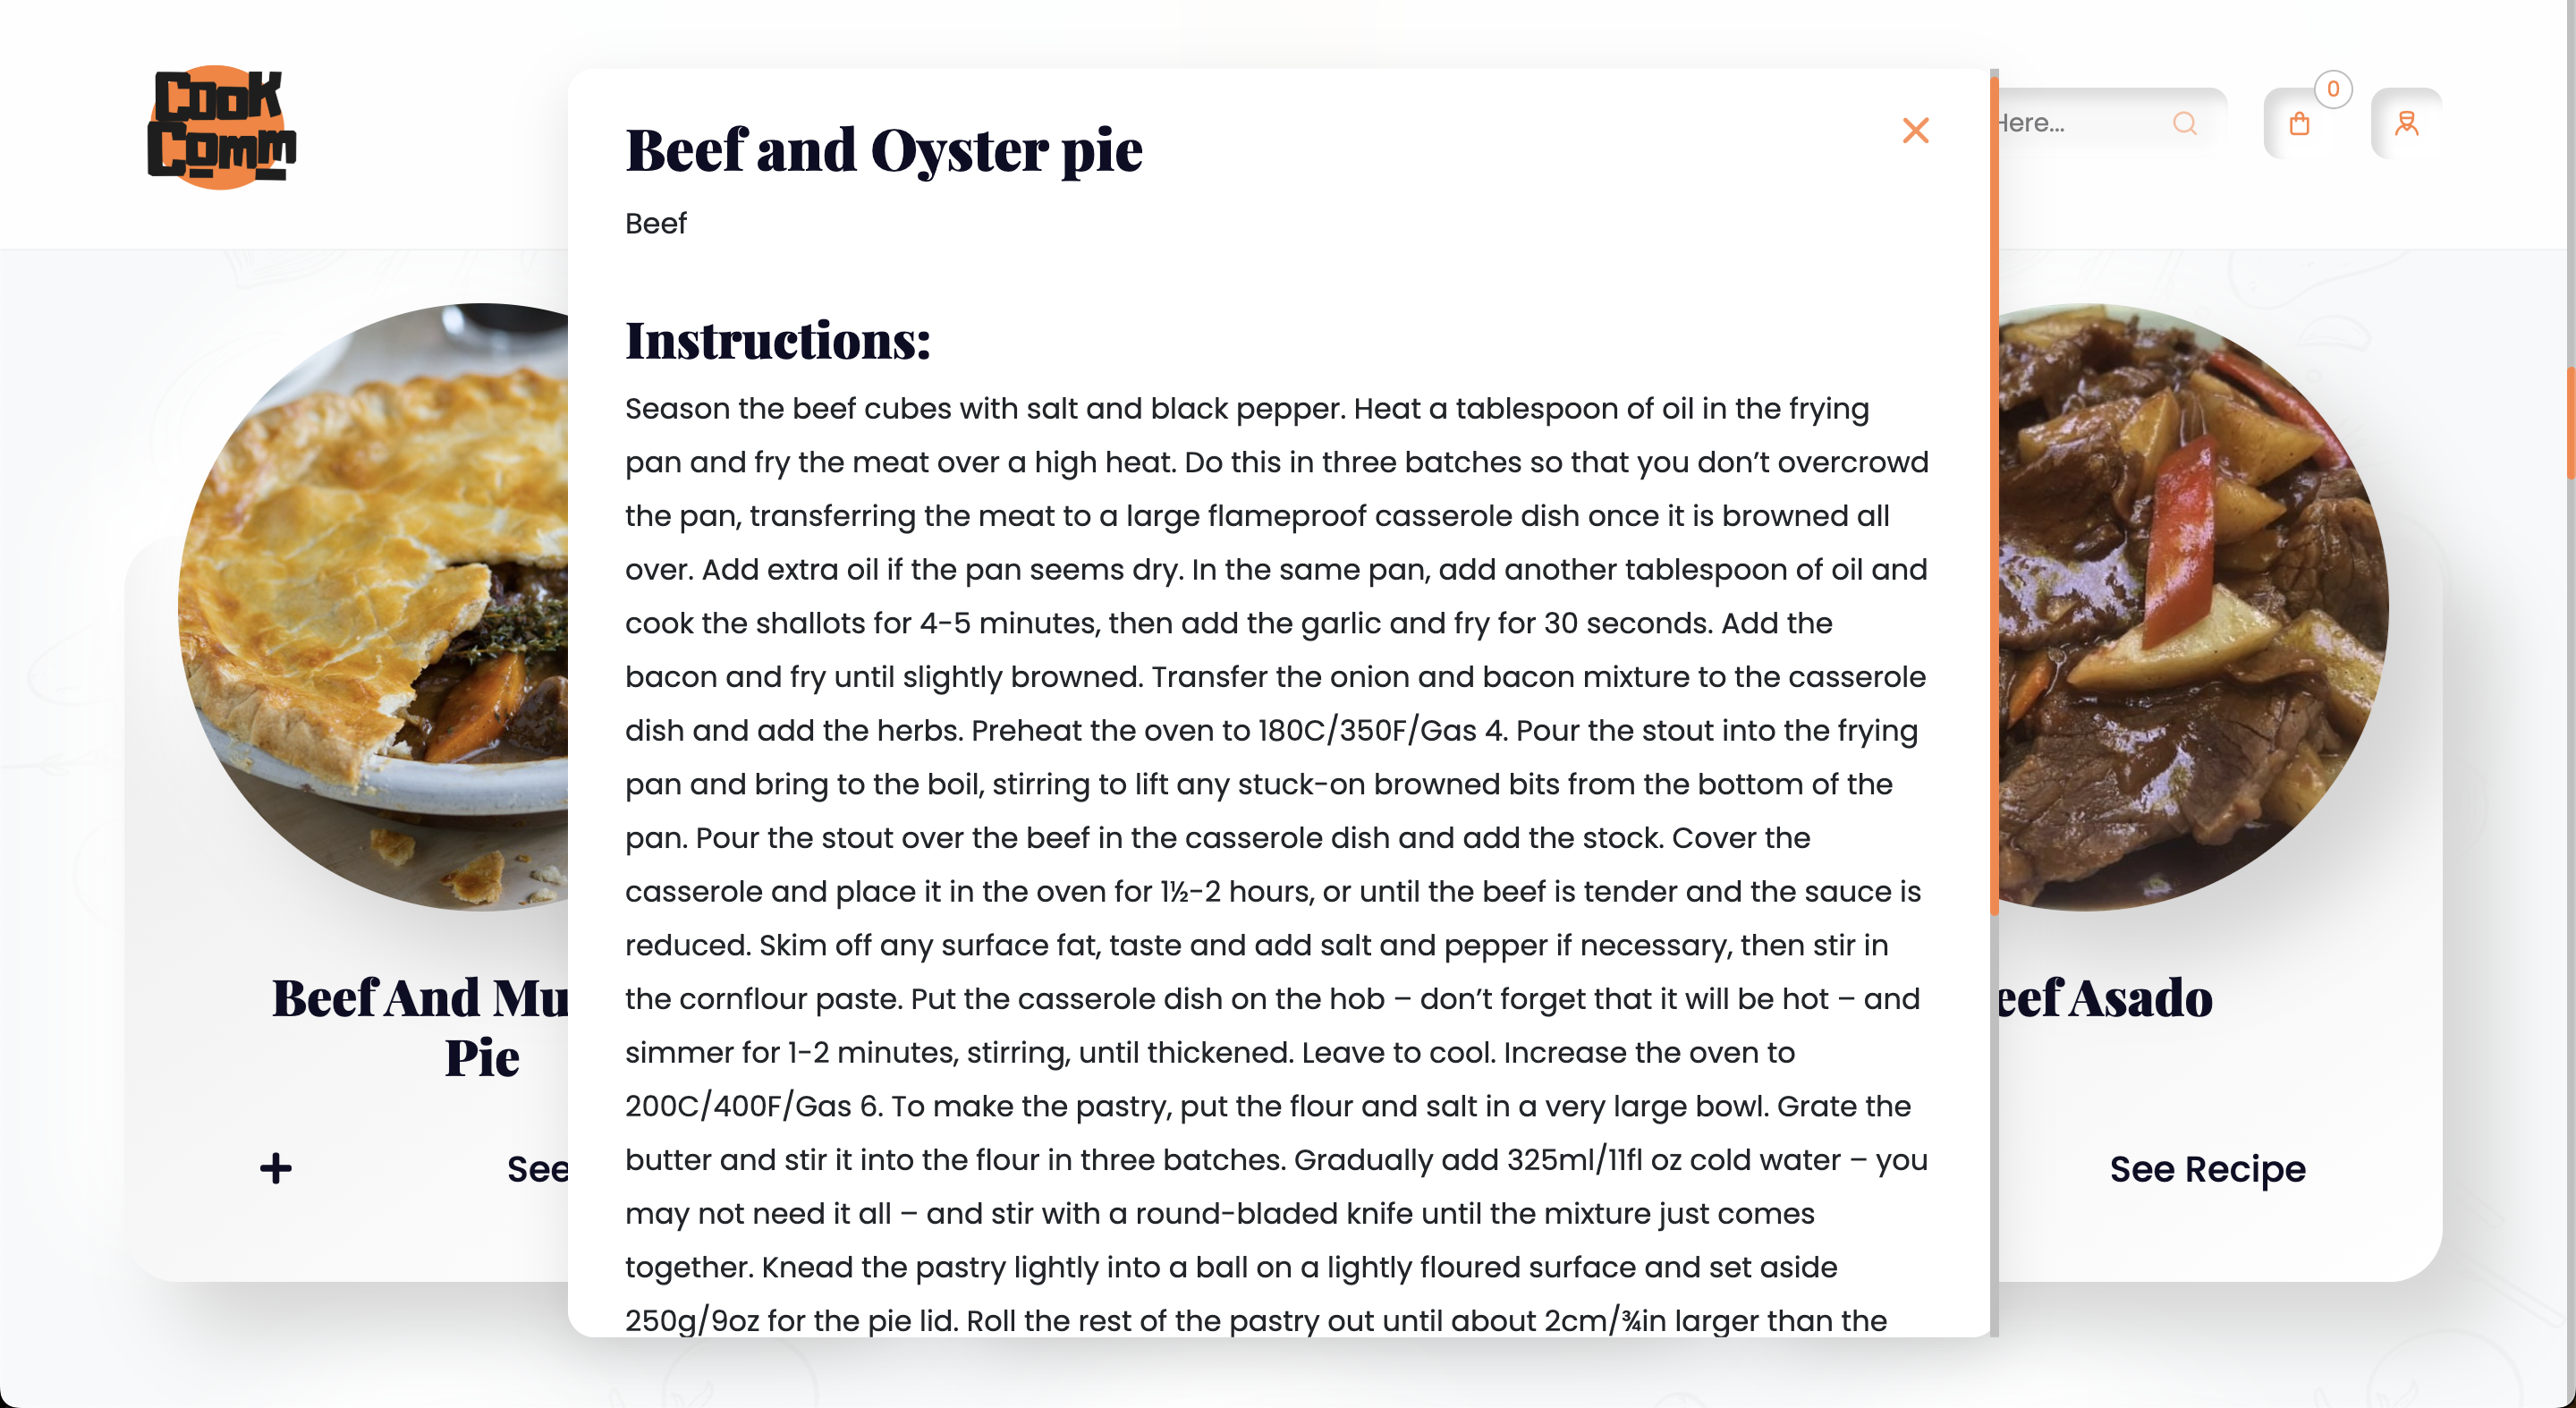 Cook
Comm
Here...
0
Beef and Oyster pie
Beef
Instructions:
Season the beef cubes with salt and black pepper. Heat a tablespoon of oil in the frying
pan and fry the meat over a high heat. Do this in three batches so that you don’t overcrowd
the pan, transferring the meat to a large flameproof casserole dish once it is browned all
over. Add extra oil if the pan seems dry. In the same pan, add another tablespoon of oil and
cook the shallots for 4-5 minutes, then add the garlic and fry for 30 seconds. Add the
bacon and fry until slightly browned. Transfer the onion and bacon mixture to the casserole
dish and add the herbs. Preheat the oven to 180C/350F/Gas 4. Pour the stout into the frying
pan and bring to the boil, stirring to lift any stuck-on browned bits from the bottom of the
pan. Pour the stout over the beef in the casserole dish and add the stock. Cover the
casserole and place it in the oven for 1½-2 hours, or until the beef is tender and the sauce is
reduced. Skim off any surface fat, taste and add salt and pepper if necessary, then stir in
the cornflour paste. Put the casserole dish on the hob – don’t forget that it will be hot – and
simmer for 1-2 minutes, stirring, until thickened. Leave to cool. Increase the oven to
200C/400F/Gas 6. To make the pastry, put the flour and salt in a very large bowl. Grate the
butter and stir it into the flour in three batches. Gradually add 325ml/11fl oz cold water – you
may not need it all – and stir with a round-bladed knife until the mixture just comes
together. Knead the pastry lightly into a ball on a lightly floured surface and set aside
250g/9oz for the pie lid. Roll the rest of the pastry out until about 2cm/¾in larger than the
Beef And Mu
Pie
See
eef Asado
See Recipe